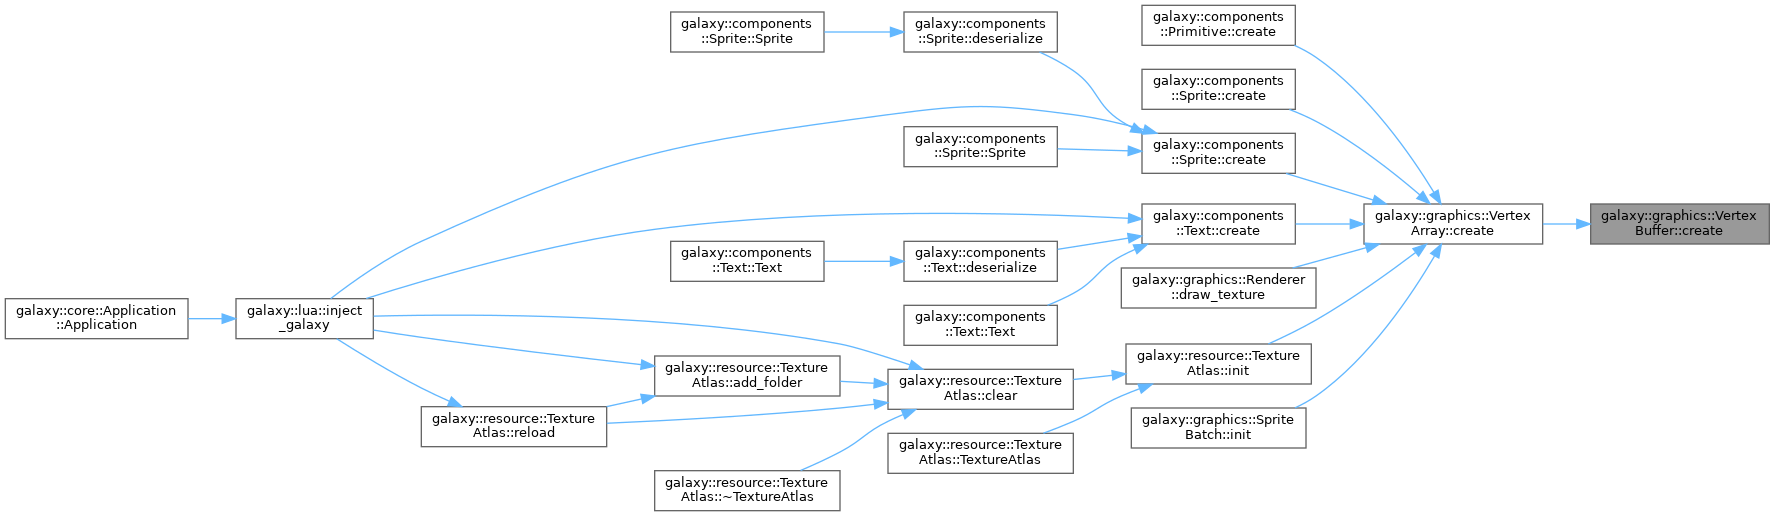 galaxy::components
::Sprite::Sprite
galaxy::components
::Sprite::deserialize
galaxy::components
::Primitive::create
galaxy::components
::Sprite::create
galaxy::components
::Sprite::Sprite
galaxy::components
::Sprite::create
galaxy::components
::Text::create
galaxy::graphics::Vertex
Array::create
galaxy::graphics::Vertex
Buffer::create
galaxy::components
::Text::Text
galaxy::components
::Text::deserialize
galaxy::graphics::Renderer
::draw_texture
galaxy::core::Application
::Application
galaxy::lua::inject
_galaxy
galaxy::components
::Text::Text
galaxy::resource::Texture
Atlas::init
galaxy::resource::Texture
Atlas::add_folder
galaxy::resource::Texture
Atlas::clear
galaxy::resource::Texture
Atlas::reload
galaxy::graphics::Sprite
Batch::init
galaxy::resource::Texture
Atlas::TextureAtlas
galaxy::resource::Texture
Atlas::~TextureAtlas